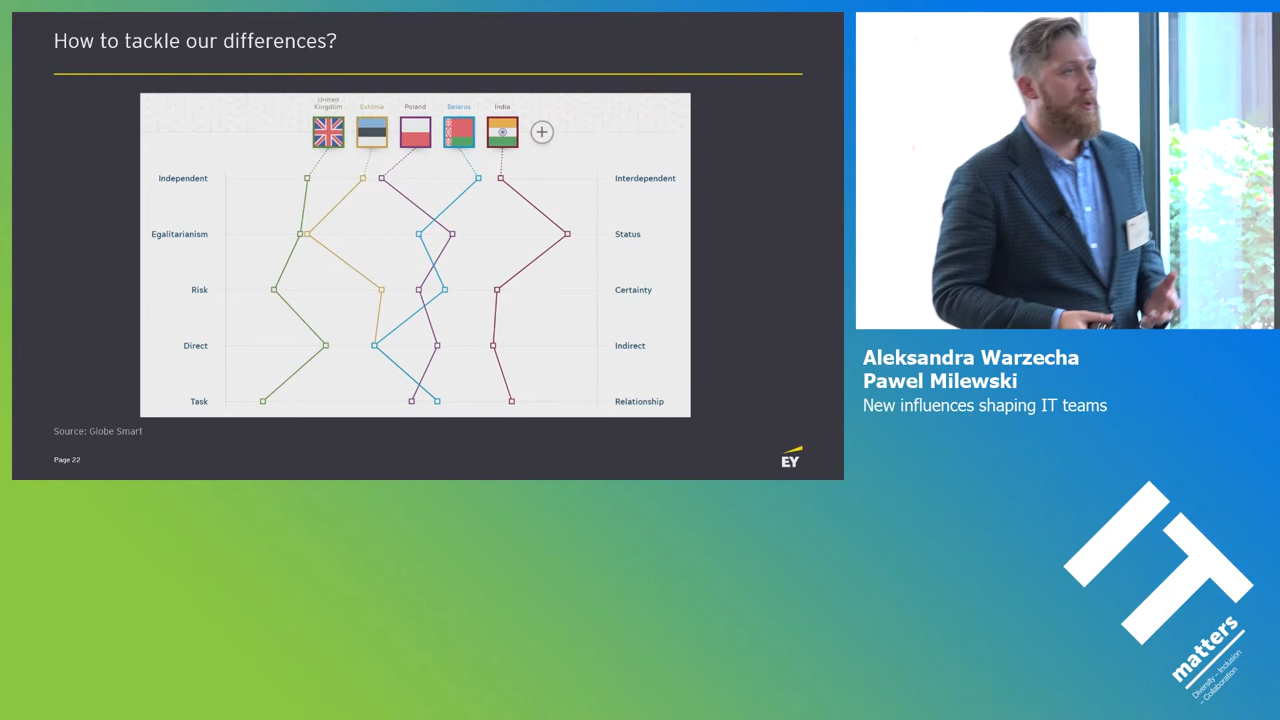 How to tackle our differences?
United
Kingdom
Estonia
Poland
Belarus
India
Independent
Interdependent
Egalitarianism
Status
Risk
Certainty
Direct
Indirect
Task
Relationship
Source: Globe Smart
Page 22
EY
Aleksandra Warzecha
Pawel Milewski
New influences shaping IT teams
IT
matters
Diversity – Inclusion
– Collaboration